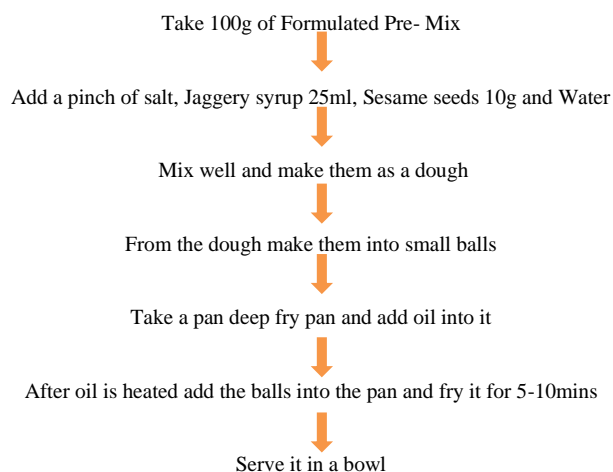 Take 100g of Formulated Pre- Mix
Add a pinch of salt, Jaggery syrup 25ml, Sesame seeds 10g and Water
Mix well and make them as a dough
From the dough make them into small balls
Take a pan deep fry pan and add oil into it
After oil is heated add the balls into the pan and fry it for 5-10mins
Serve it in a bowl